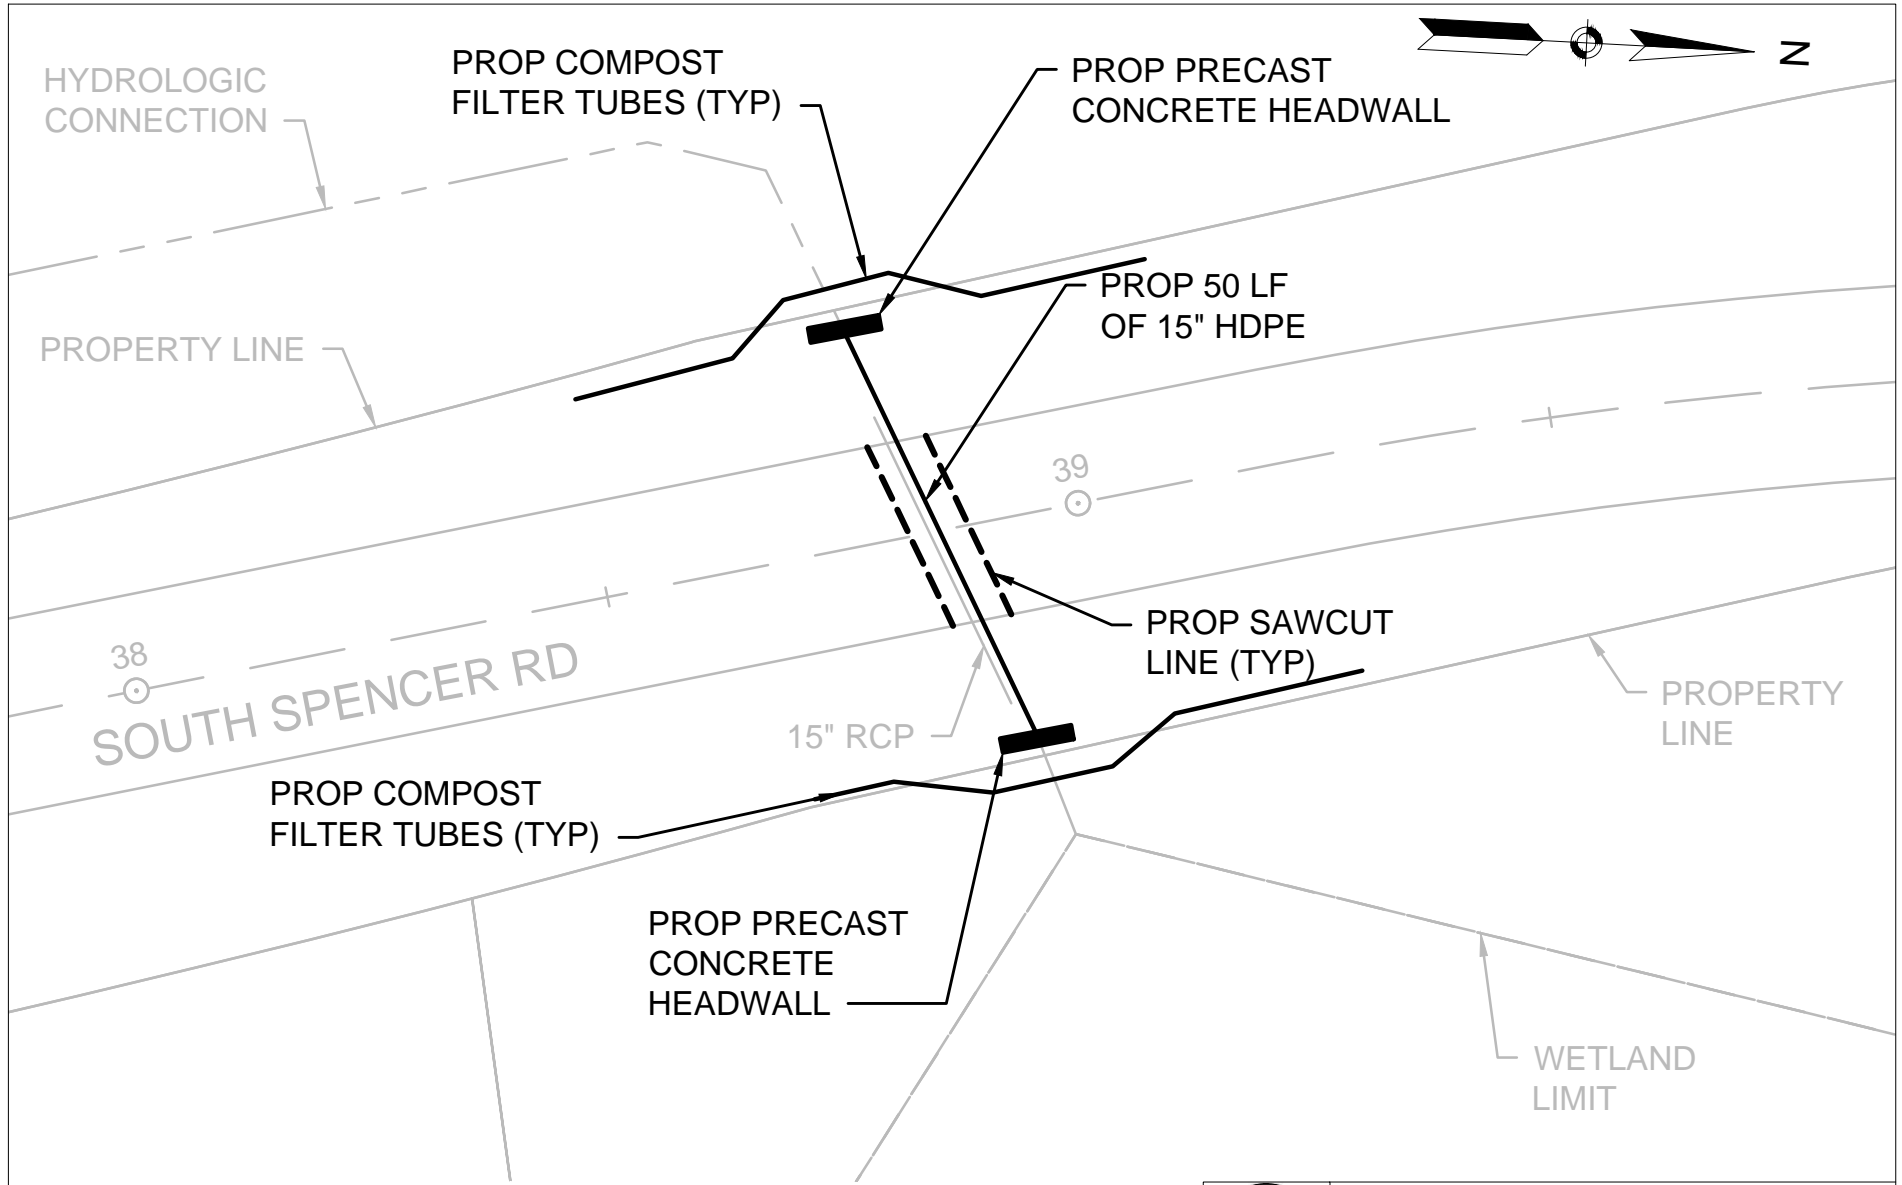 HYDROLOGIC
CONNECTION
PROP COMPOST
FILTER TUBES (TYP)
PROP PRECAST
CONCRETE HEADWALL
N
PROP 50 LF
OF 15" HDPE
PROPERTY LINE
39
38
SOUTH SPENCER RD
PROP SAWCUT
LINE (TYP)
15" RCP
PROPERTY
LINE
PROP COMPOST
FILTER TUBES (TYP)
PROP PRECAST
CONCRETE
HEADWALL
WETLAND
LIMIT